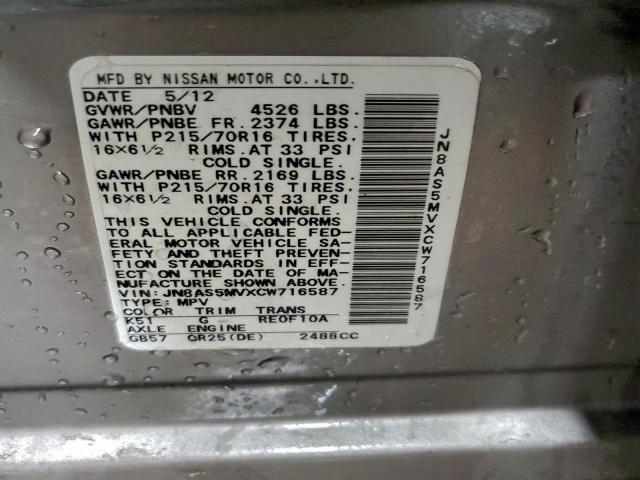 MFD BY NISSAN MOTOR CO.,LTD.
DATE 5/12
GVWR/PNBV 4526 LBS.
GAWR/PNBE FR. 2374 LBS.
WITH P215/70R16 TIRES.
16×6½ RIMS.AT 33 PSI
COLD SINGLE.
GAWR/PNBE RR. 2169 LBS.
WITH P215/70R16 TIRES.
16×6½ RIMS.AT 33 PSI
COLD SINGLE.
THIS VEHICLE CONFORMS
TO ALL APPLICABLE FED-
ERAL MOTOR VEHICLE SA-
FETY AND THEFT PREVEN-
TION STANDARDS IN EFF-
ECT ON THE DATE OF MA-
NUFACTURE SHOWN ABOVE.
VIN: JN8AS5MVXCW716587
TYPE: MPV
COLOR TRIM TRANS
K51 G RE0F10A
AXLE ENGINE
GB57 QR25(DE) 2488CC
JN8AS5MVXCW716587